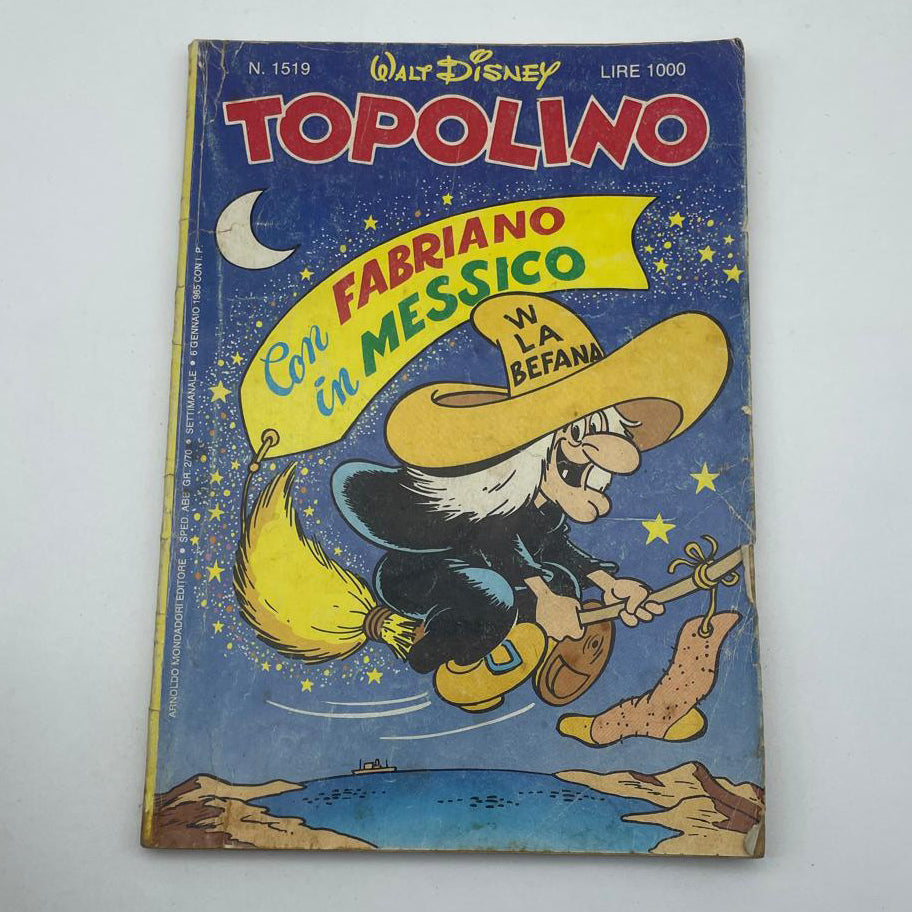 N. 1519
WALT DISNEY
LIRE 1000
TOPOLINO
Con FABRIANO
in MESSICO
W
LA
BEFANA
ARNOLDO MONDADORI EDITORE • SPED. ABB. GR. 2/70 • SETTIMANALE • 6 GENNAIO 1985 CON I. P.